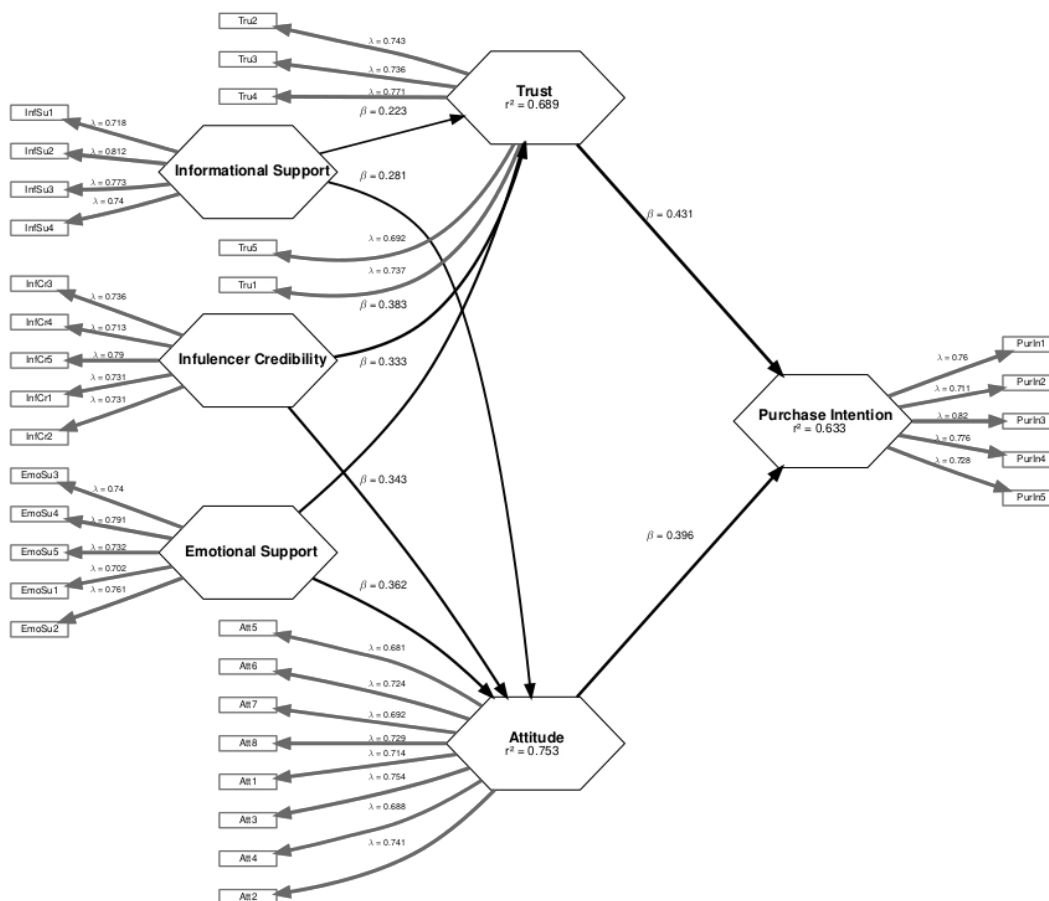 Tru2
λ = 0.743
Tru3
λ = 0.736
Tru4
λ = 0.771
Trust
r² = 0.689
β = 0.223
InfSu1
λ = 0.718
InfSu2
λ = 0.812
InfSu3
λ = 0.773
InfSu4
λ = 0.74
Informational Support
β = 0.281
Tru5
λ = 0.692
Tru1
λ = 0.737
β = 0.431
β = 0.383
InfCr3
λ = 0.736
InfCr4
λ = 0.713
InfCr5
λ = 0.79
InfCr1
λ = 0.731
InfCr2
λ = 0.731
Infulencer Credibility
β = 0.333
PurIn1
λ = 0.76
PurIn2
λ = 0.711
PurIn3
λ = 0.82
PurIn4
λ = 0.776
PurIn5
λ = 0.728
Purchase Intention
r² = 0.633
β = 0.343
EmoSu3
λ = 0.74
EmoSu4
λ = 0.791
EmoSu5
λ = 0.732
EmoSu1
λ = 0.702
EmoSu2
λ = 0.761
Emotional Support
β = 0.396
β = 0.362
Att5
λ = 0.681
Att6
λ = 0.724
Att7
λ = 0.692
Att8
λ = 0.729
Att1
λ = 0.714
Att3
λ = 0.754
Att4
λ = 0.688
Att2
λ = 0.741
Attitude
r² = 0.753